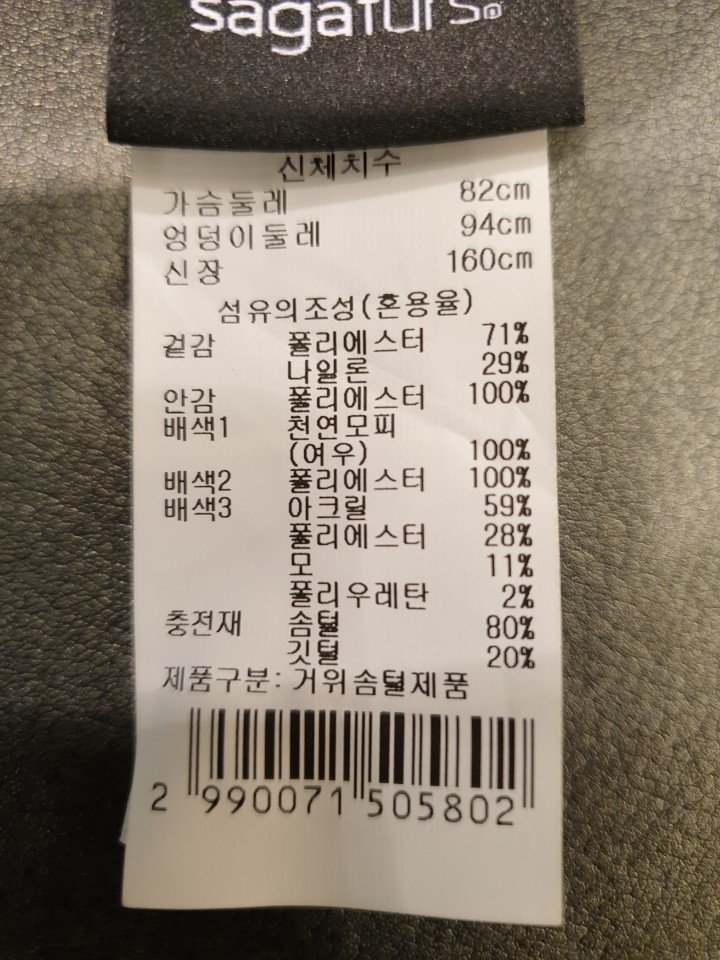 sagafurs
신체치수
가슴둘레 82cm
엉덩이둘레 94cm
신장 160cm
섬유의조성(혼용율)
겉감 폴리에스터 71%
나일론 29%
안감 폴리에스터 100%
배색1 천연모피
(여우) 100%
배색2 폴리에스터 100%
배색3 아크릴 59%
폴리에스터 28%
모 11%
폴리우레탄 2%
충전재 솜털 80%
깃털 20%
제품구분: 거위솜털제품
2 990071 505802